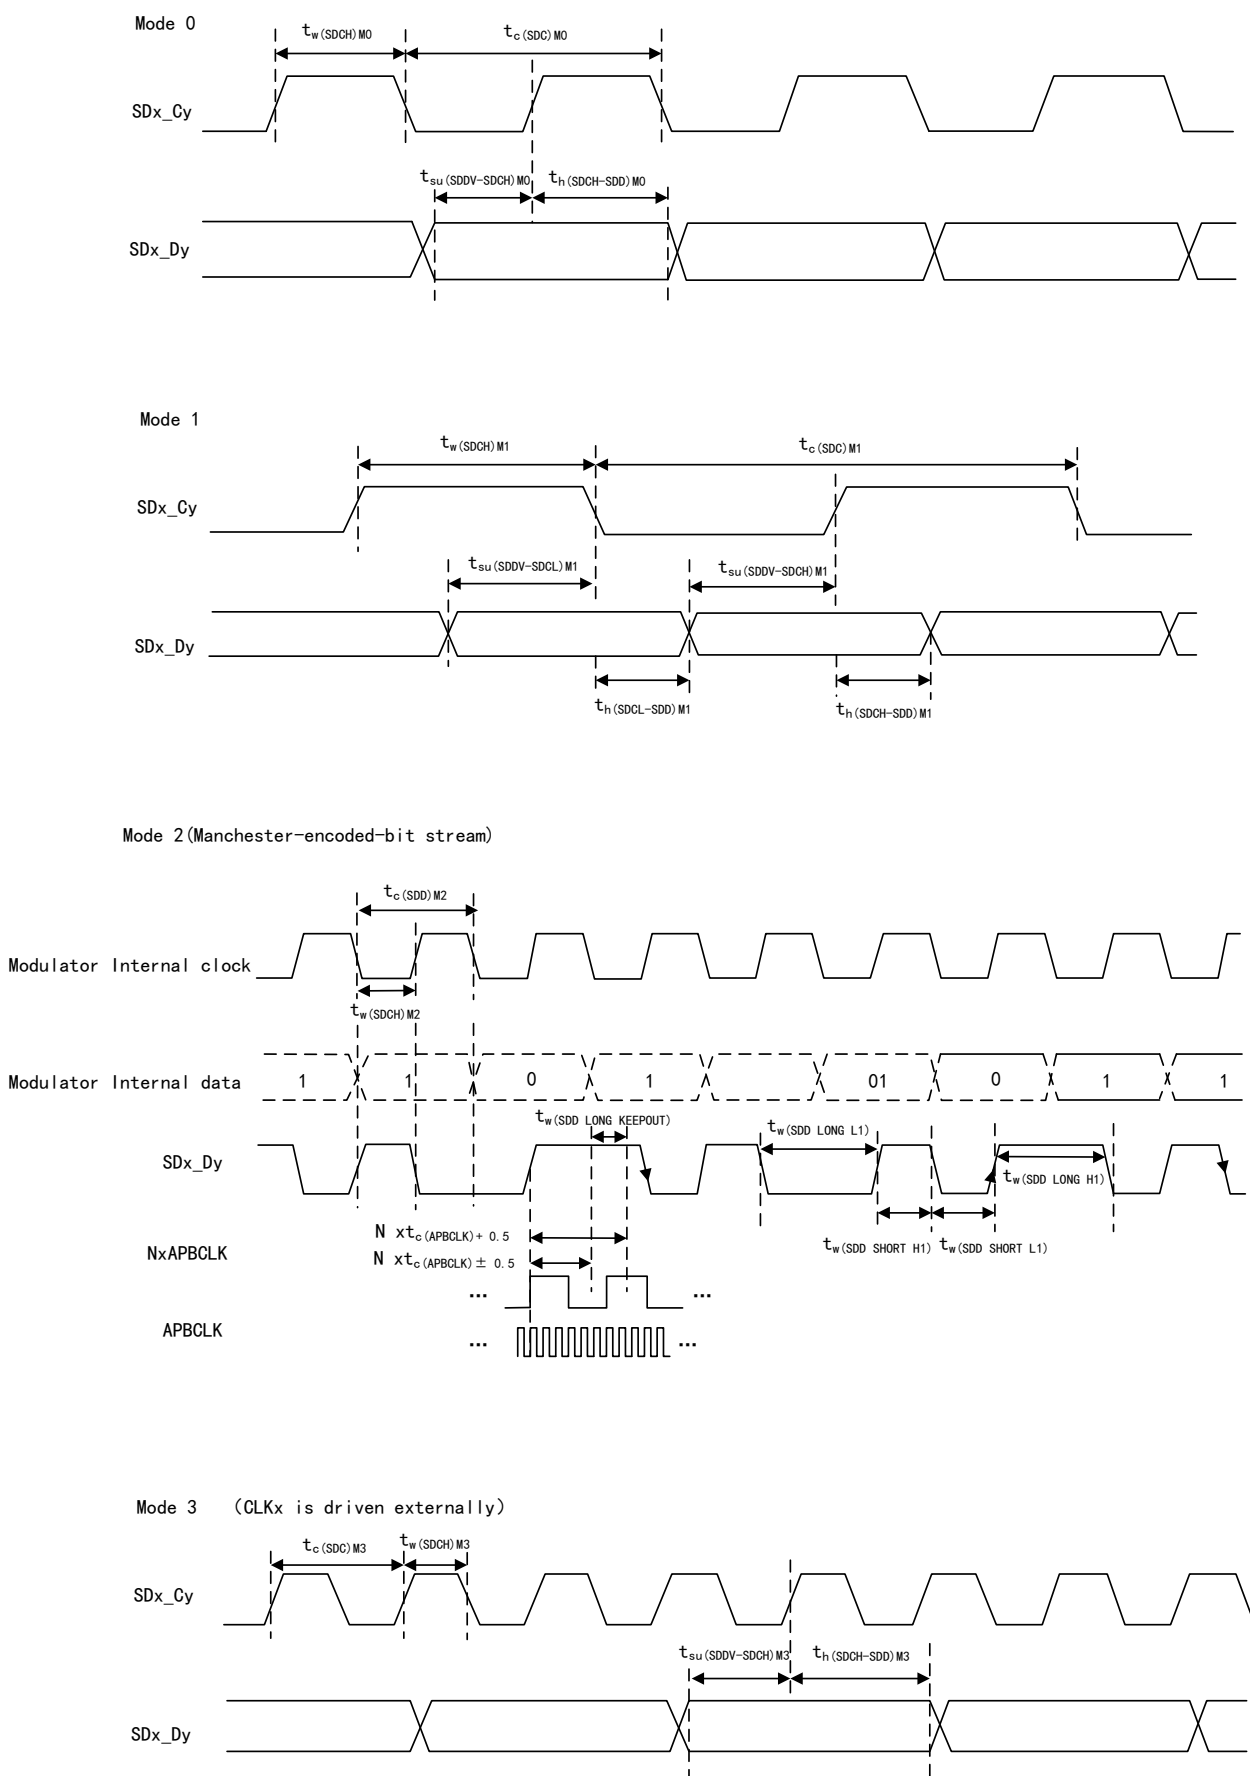 Mode 0
tw(SDCH)M0 tc(SDC)M0
SDx_Cy
tsu(SDDV-SDCH)M0 th(SDCH-SDD)M0
SDx_Dy
Mode 1
tw(SDCH)M1 tc(SDC)M1
SDx_Cy
tsu(SDDV-SDCL)M1 tsu(SDDV-SDCH)M1
SDx_Dy
th(SDCL-SDD)M1 th(SDCH-SDD)M1
Mode 2(Manchester-encoded-bit stream)
tc(SDD)M2
Modulator Internal clock
tw(SDCH)M2
Modulator Internal data 1 1 0 1 01 0 1 1
tw(SDD LONG KEEPOUT) tw(SDD LONG L1)
SDx_Dy
tw(SDD LONG H1)
N xtc(APBCLK)+ 0.5
tw(SDD SHORT H1) tw(SDD SHORT L1)
NxAPBCLK
N xtc(APBCLK)± 0.5
... ...
APBCLK
... ...
Mode 3 (CLKx is driven externally)
tc(SDC)M3 tw(SDCH)M3
SDx_Cy
tsu(SDDV-SDCH)M3 th(SDCH-SDD)M3
SDx_Dy